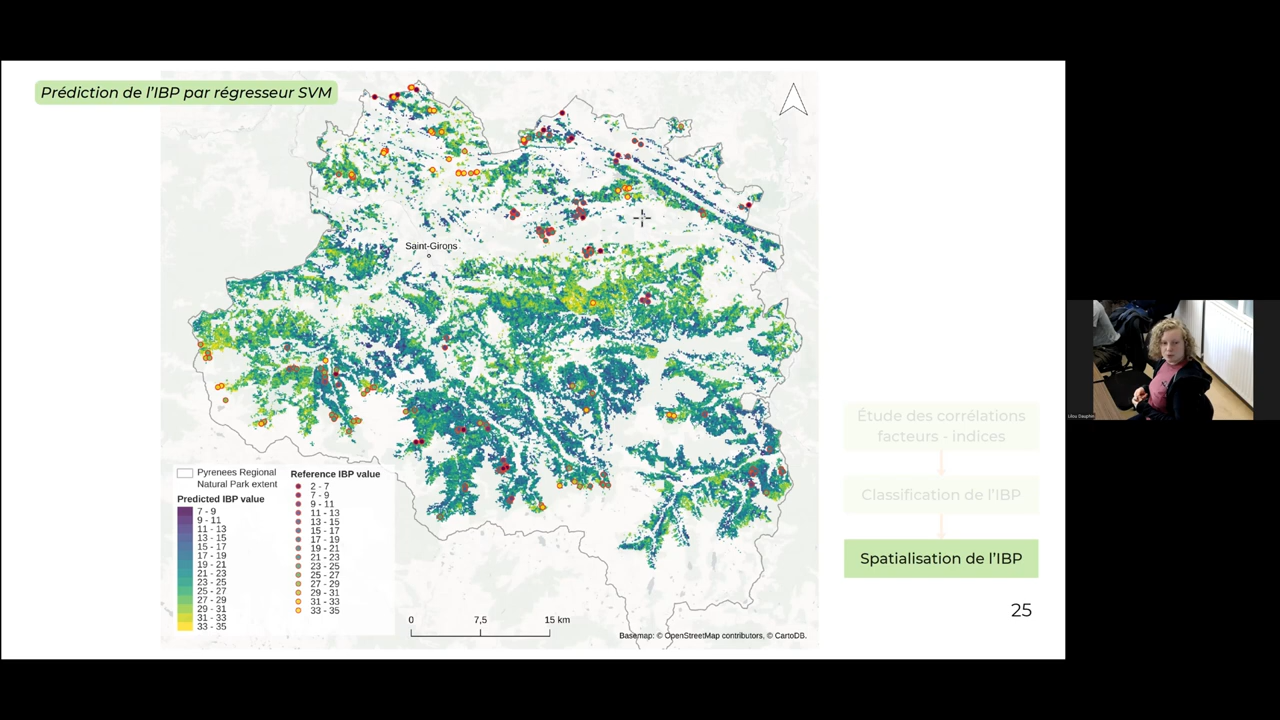 Prédiction de l'IBP par régresseur SVM
Saint-Girons
Pyrenees Regional
Natural Park extent
Predicted IBP value
7 - 9
9 - 11
11 - 13
13 - 15
15 - 17
17 - 19
19 - 21
21 - 23
23 - 25
25 - 27
27 - 29
29 - 31
31 - 33
33 - 35
Reference IBP value
2 - 7
7 - 9
9 - 11
11 - 13
13 - 15
15 - 17
17 - 19
19 - 21
21 - 23
23 - 25
25 - 27
27 - 29
29 - 31
31 - 33
33 - 35
0 7,5 15 km
Basemap: © OpenStreetMap contributors, © CartoDB.
Étude des corrélations
facteurs - indices
Classification de l'IBP
Spatialisation de l'IBP
25
Lilou Dauphin